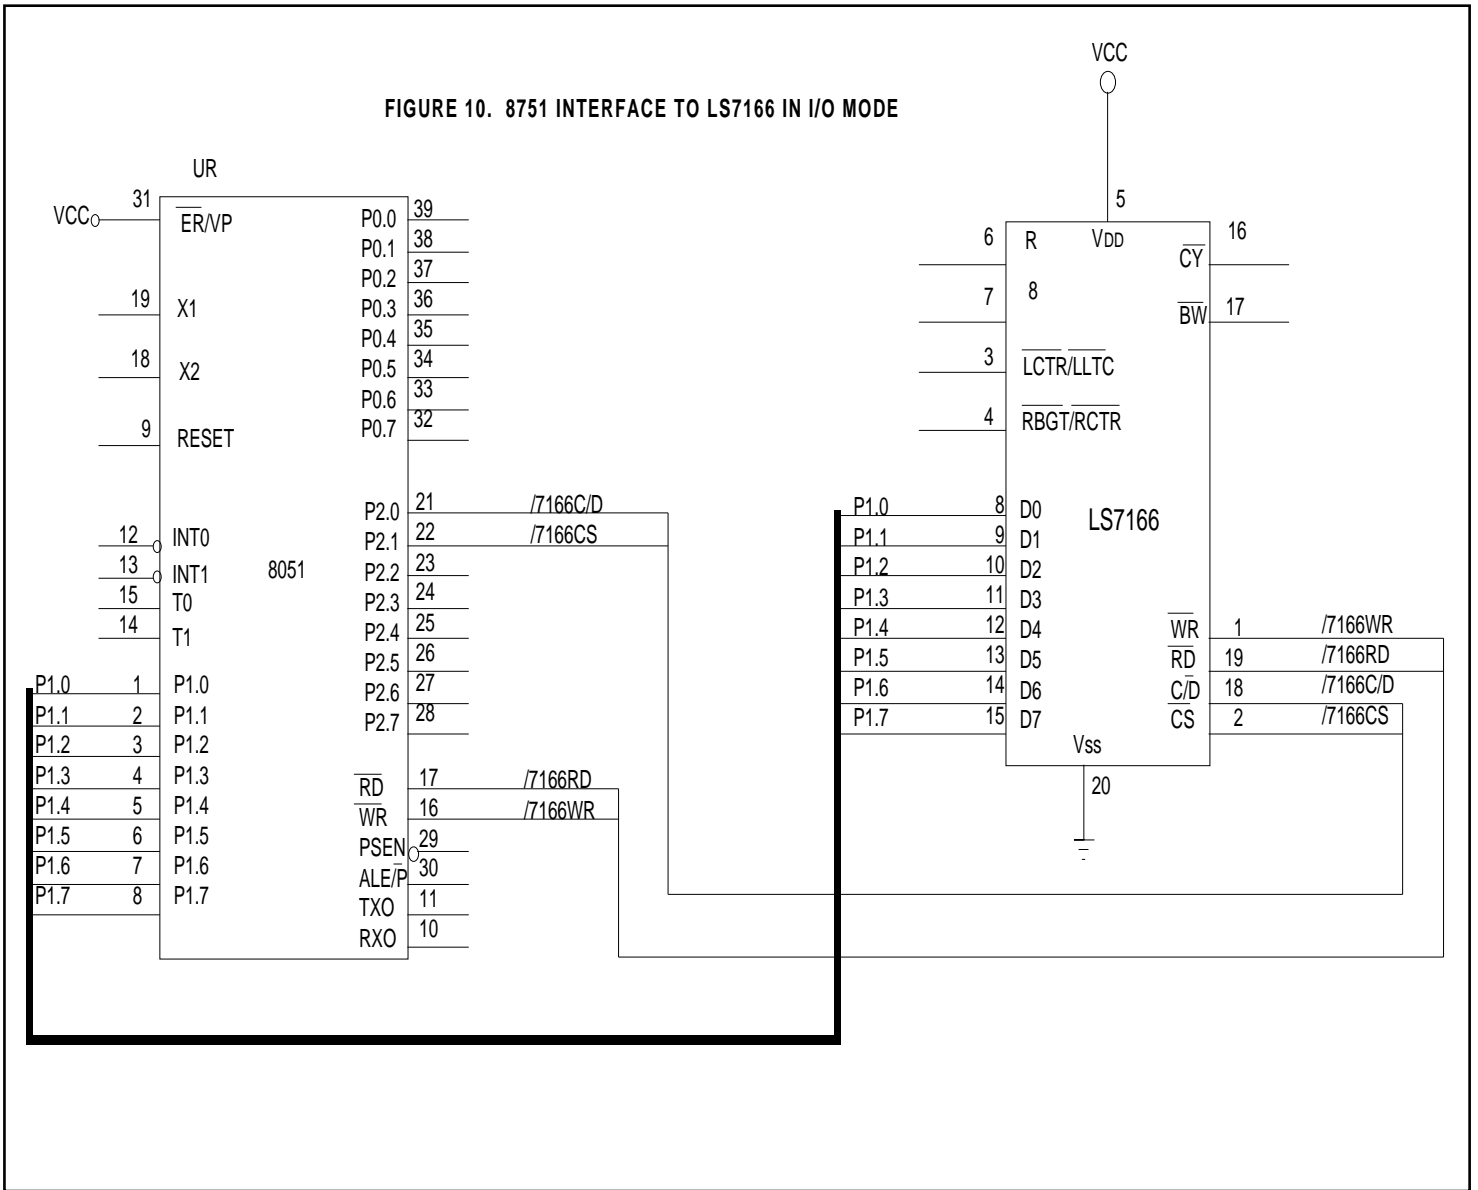 VCC
FIGURE 10. 8751 INTERFACE TO LS7166 IN I/O MODE
UR
31
VCC
ER/VP
19
X1
18
X2
9
RESET
12
INT0
13
INT1
15
T0
14
T1
8051
P1.0 1 P1.0
P1.1 2 P1.1
P1.2 3 P1.2
P1.3 4 P1.3
P1.4 5 P1.4
P1.5 6 P1.5
P1.6 7 P1.6
P1.7 8 P1.7
P0.0 39
P0.1 38
P0.2 37
P0.3 36
P0.4 35
P0.5 34
P0.6 33
P0.7 32
P2.0 21 /7166C/D
P2.1 22 /7166CS
P2.2 23
P2.3 24
P2.4 25
P2.5 26
P2.6 27
P2.7 28
RD 17 /7166RD
WR 16 /7166WR
PSEN 29
ALE/P 30
TXO 11
RXO 10
5
VDD
6 R
7 8
3 LCTR/LLTC
4 RBGT/RCTR
CY 16
BW 17
LS7166
P1.0 8 D0
P1.1 9 D1
P1.2 10 D2
P1.3 11 D3
P1.4 12 D4
P1.5 13 D5
P1.6 14 D6
P1.7 15 D7
WR 1 /7166WR
RD 19 /7166RD
C/D 18 /7166C/D
CS 2 /7166CS
Vss
20